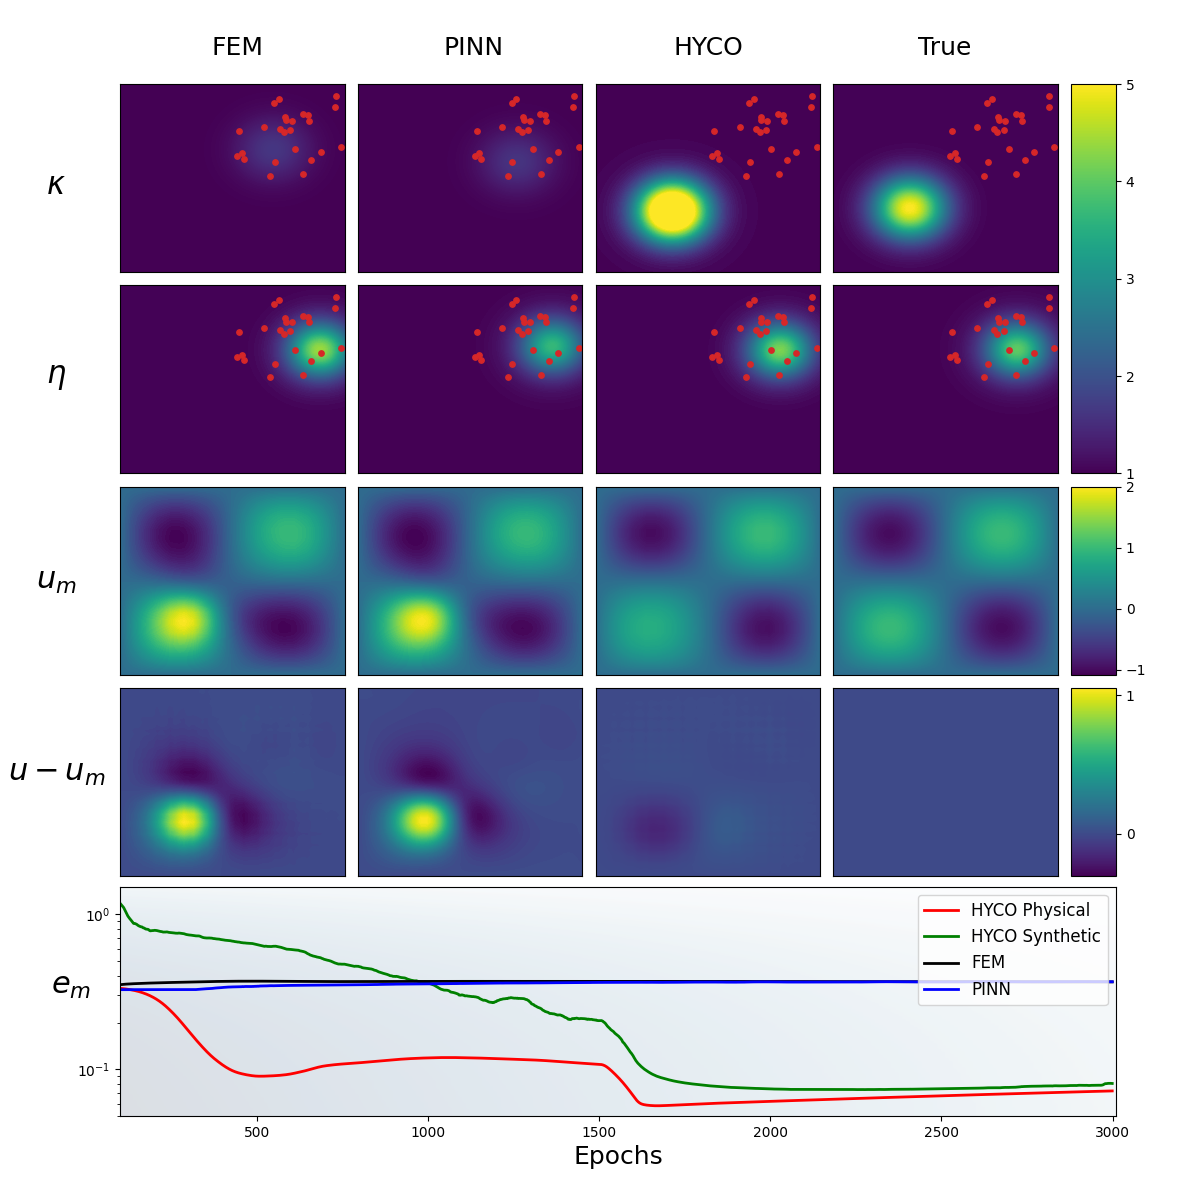 FEM PINN HYCO True
κ
5
4
3
2
1
η
u_m
2
1
0
−1
u − u_m
1
0
e_m
10^0
10^{-1}
HYCO Physical
HYCO Synthetic
FEM
PINN
500 1000 1500 2000 2500 3000
Epochs